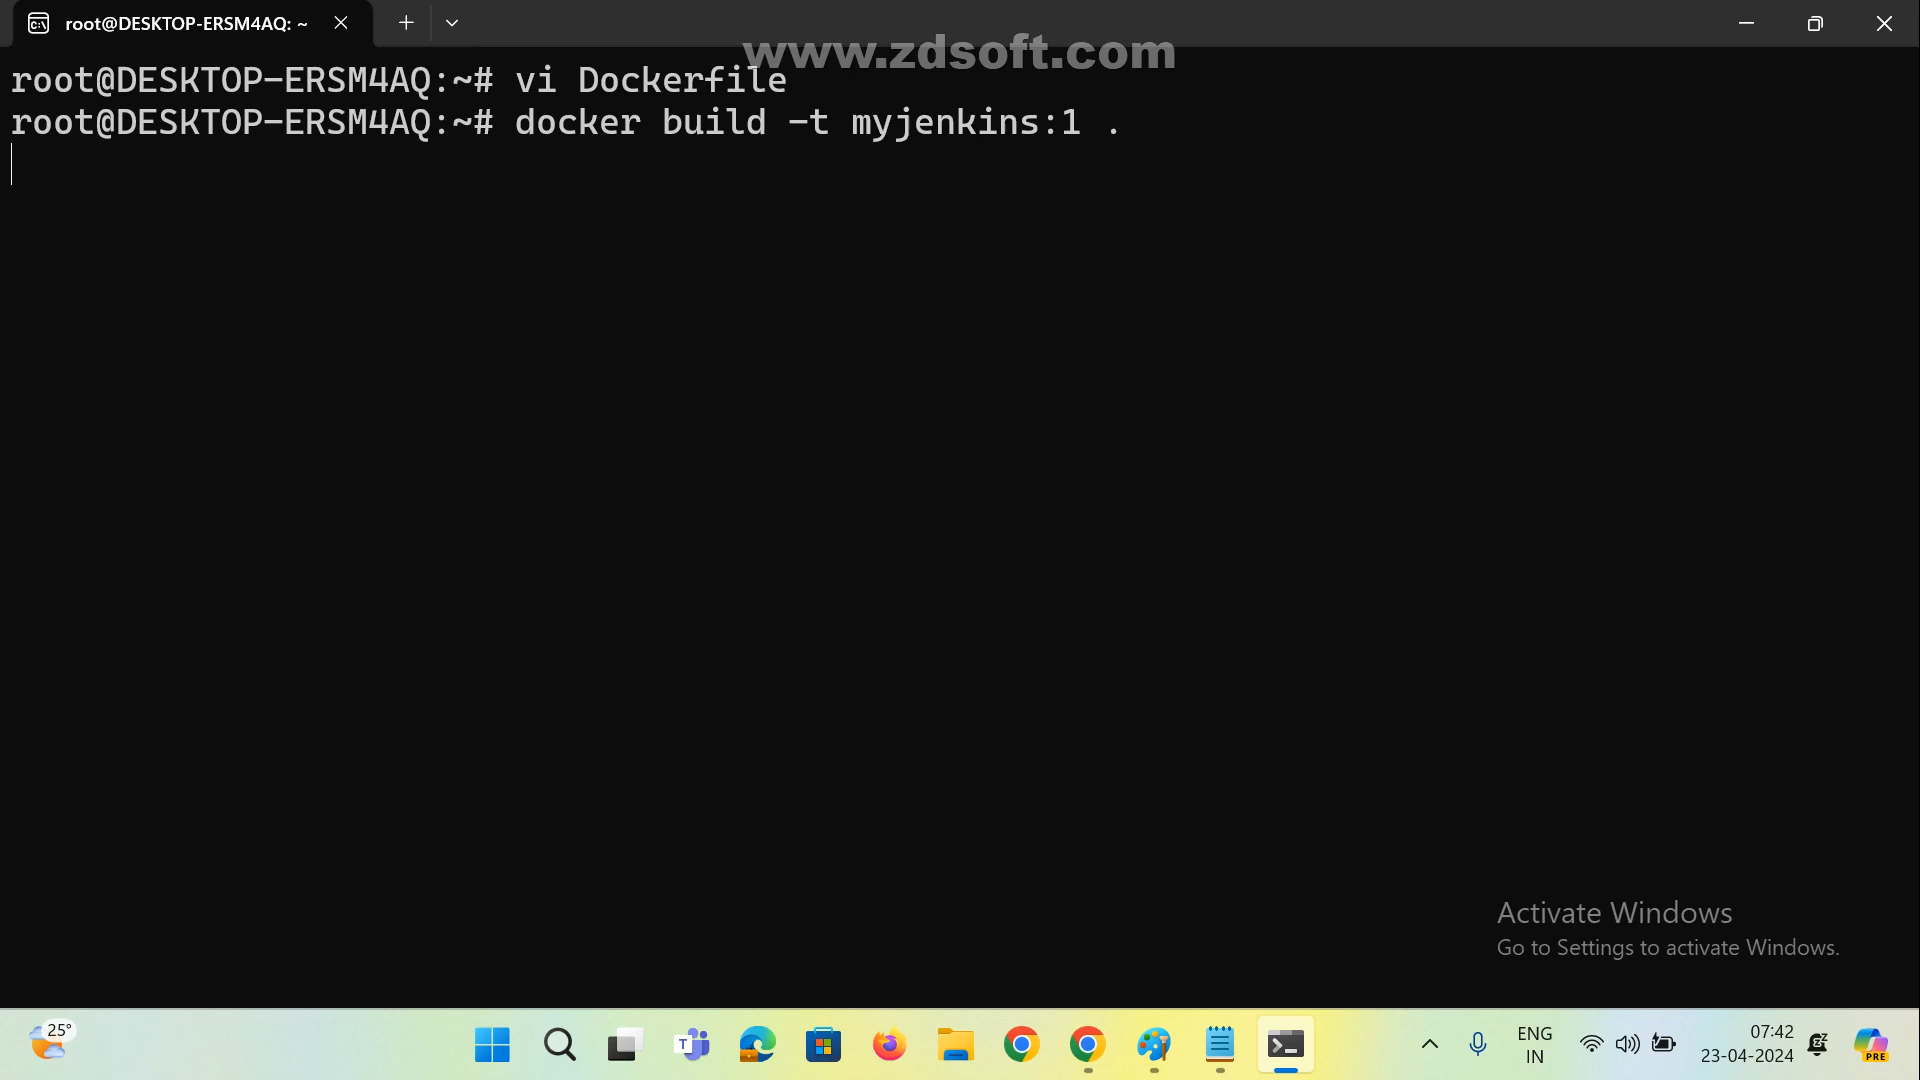 root@DESKTOP-ERSM4AQ: ~
www.zdsoft.com
root@DESKTOP-ERSM4AQ:~# vi Dockerfile
root@DESKTOP-ERSM4AQ:~# docker build -t myjenkins:1 .
Activate Windows
Go to Settings to activate Windows.
25°
ENG
IN
07:42
23-04-2024
PRE